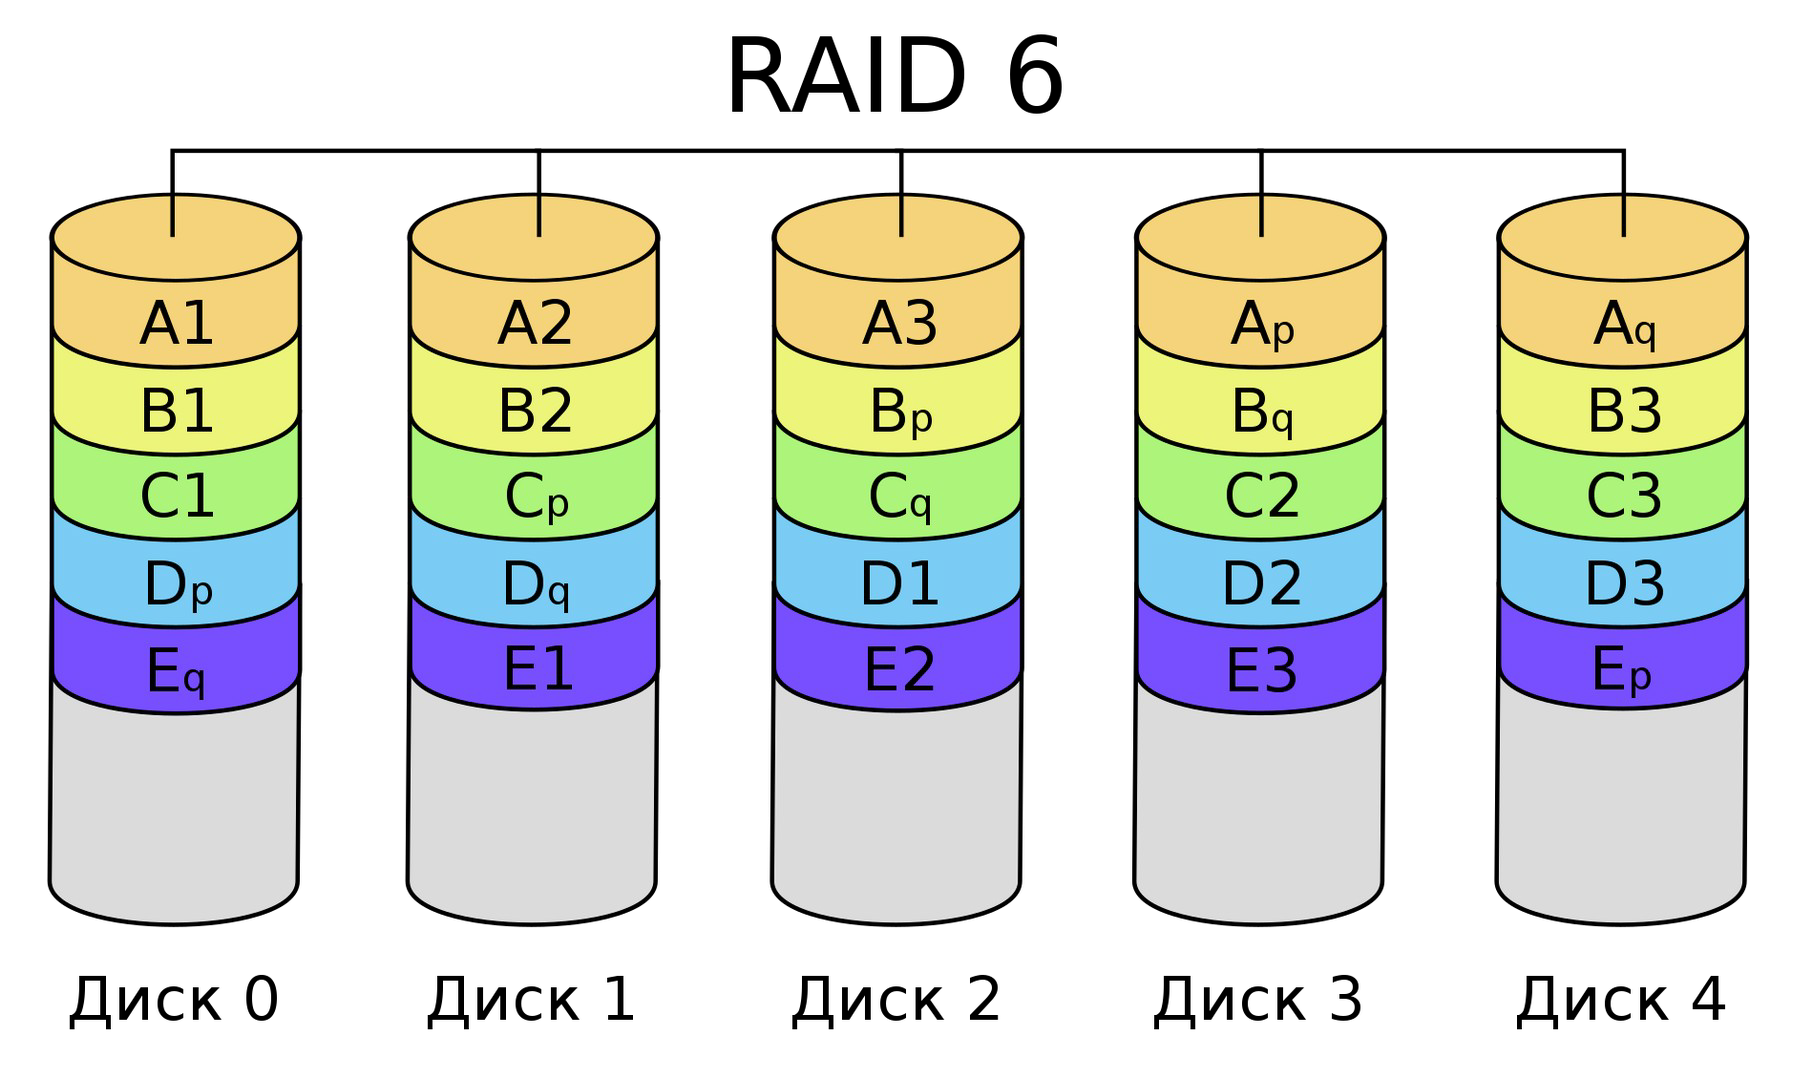 RAID 6
A1 A2 A3 Ap Aq
B1 B2 Bp Bq B3
C1 Cp Cq C2 C3
Dp Dq D1 D2 D3
Eq E1 E2 E3 Ep
Диск 0 Диск 1 Диск 2 Диск 3 Диск 4